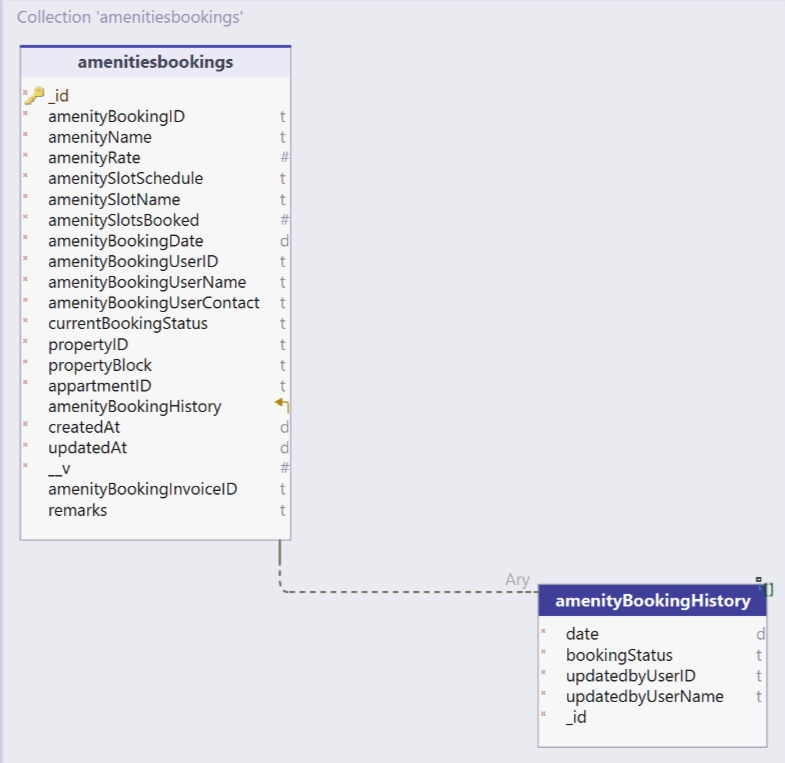 Collection 'amenitiesbookings'
amenitiesbookings
_id
amenityBookingID t
amenityName t
amenityRate #
amenitySlotSchedule t
amenitySlotName t
amenitySlotsBooked #
amenityBookingDate d
amenityBookingUserID t
amenityBookingUserName t
amenityBookingUserContact t
currentBookingStatus t
propertyID t
propertyBlock t
appartmentID t
amenityBookingHistory
createdAt d
updatedAt d
__v #
amenityBookingInvoiceID t
remarks t
Ary
[]
amenityBookingHistory
date d
bookingStatus t
updatedbyUserID t
updatedbyUserName t
_id